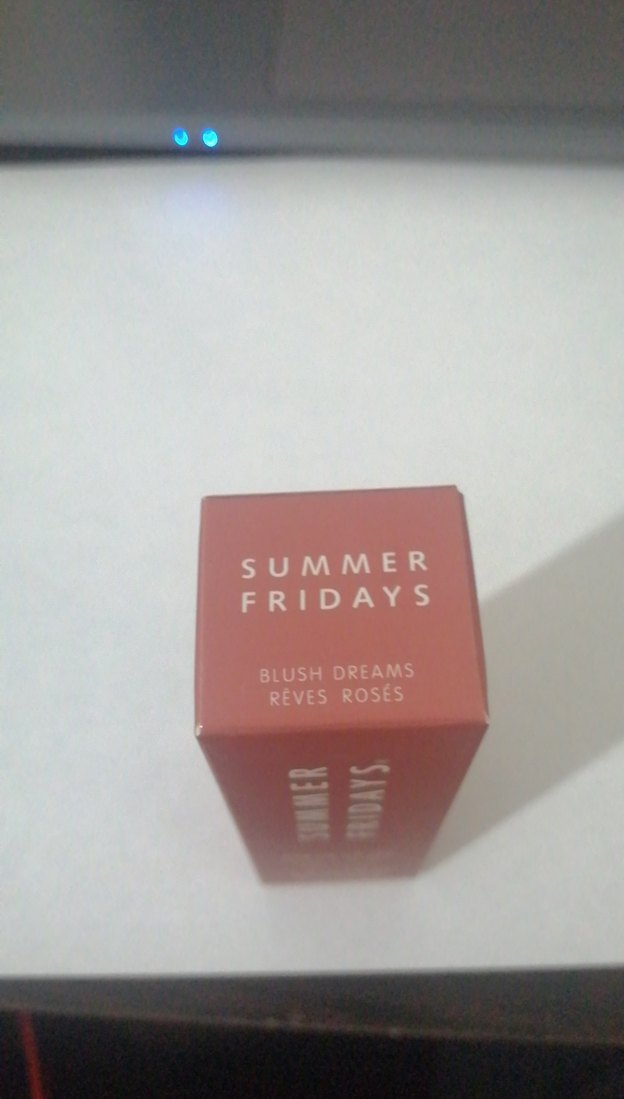 SUMMER
FRIDAYS
BLUSH DREAMS
RÊVES ROSÉS
SUMMER
FRIDAYS